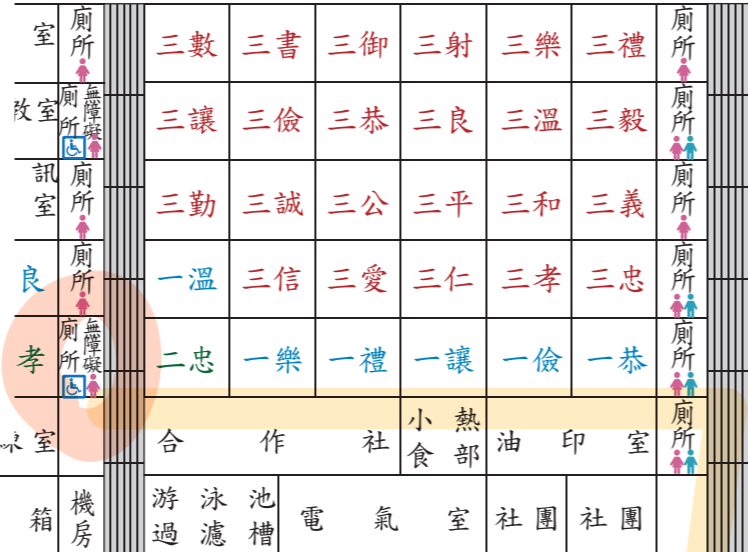 室 廁所 三數 三書 三御 三射 三樂 三禮 廁所
教室 無障礙廁所 三讓 三儉 三恭 三良 三溫 三毅 廁所
訊室 廁所 三勤 三誠 三公 三平 三和 三義 廁所
良 廁所 一溫 三信 三愛 三仁 三孝 三忠 廁所
孝 無障礙廁所 二忠 一樂 一禮 一讓 一儉 一恭 廁所
室 合作社 熱小食部 油印室 廁所
箱 機房 游泳池過濾槽 電氣室 社團 社團